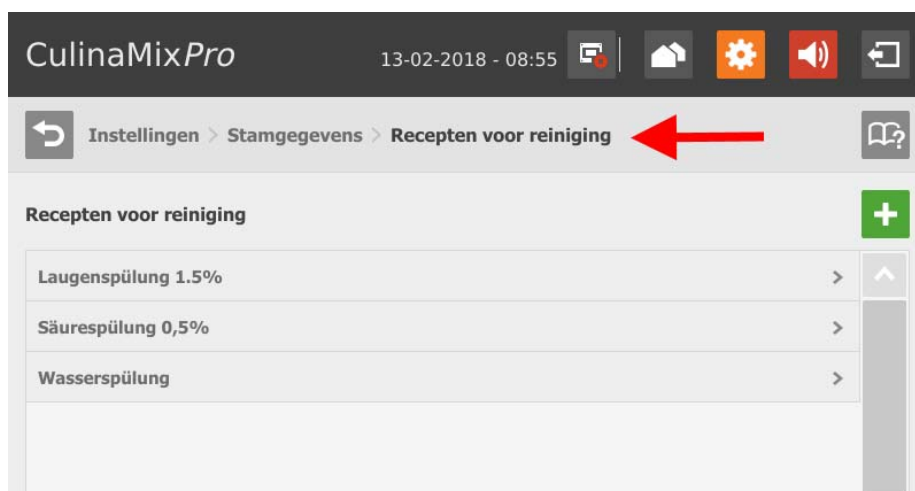 CulinaMixPro 13-02-2018 - 08:55
Instellingen > Stamgegevens > Recepten voor reiniging
Recepten voor reiniging
Laugenspülung 1.5%
Säurespülung 0,5%
Wasserspülung